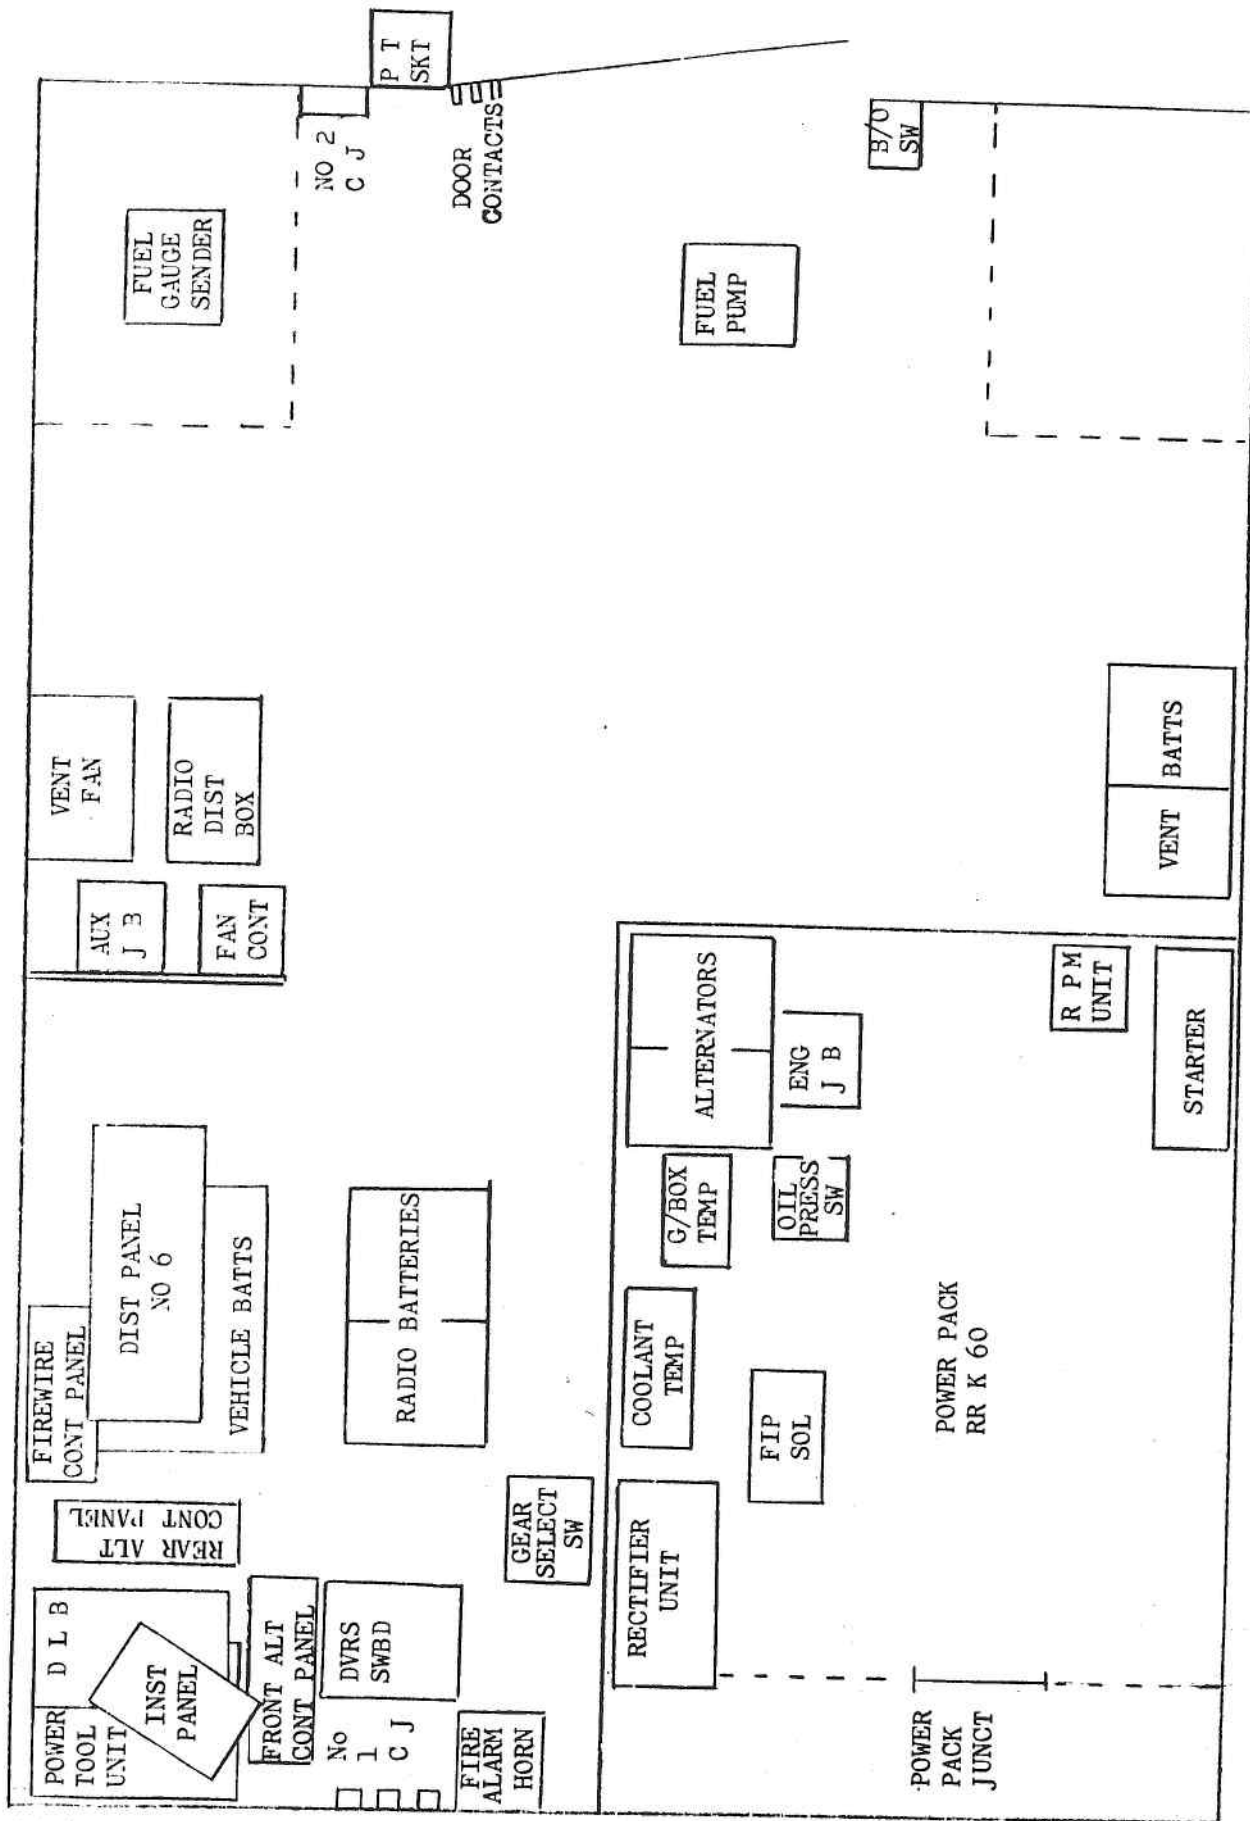 POWER
TOOL
UNIT
D L B
INST
PANEL
REAR ALT
CONT PANEL
FIREWIRE
CONT PANEL
DIST PANEL
NO 6
VEHICLE BATTS
AUX
J B
FAN
CONT
VENT
FAN
RADIO
DIST
BOX
FUEL
GAUGE
SENDER
NO 2
C J
P T
SKT
DOOR
CONTACTS
FRONT ALT
CONT PANEL
DVRS
SWBD
No
1
C J
FIRE
ALARM
HORN
RADIO BATTERIES
GEAR
SELECT
SW
FUEL
PUMP
B/O
SW
RECTIFIER
UNIT
COOLANT
TEMP
G/BOX
TEMP
ALTERNATORS
FIP
SOL
OIL
PRESS
SW
ENG
J B
POWER
PACK
JUNCT
POWER PACK
RR K 60
R PM
UNIT
STARTER
VENT BATTS